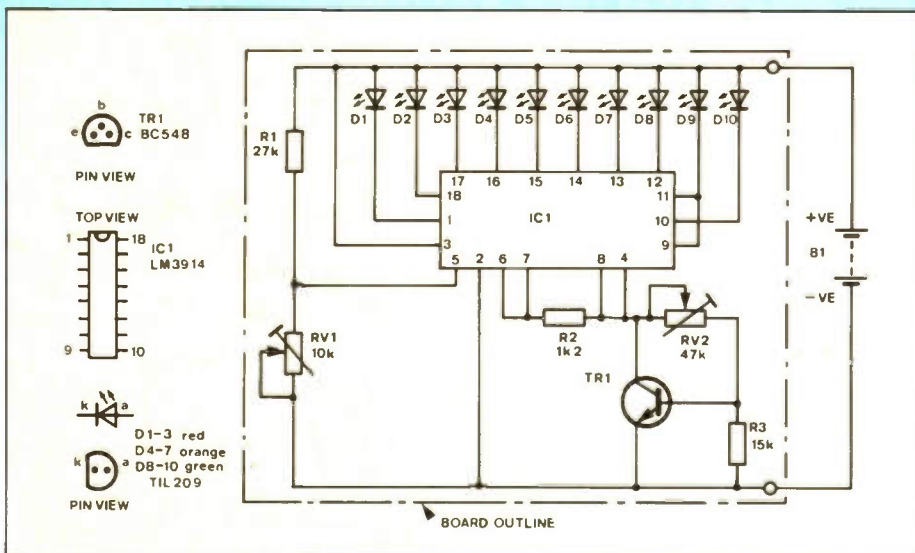 b
e
c
TR1
BC548
PIN VIEW
TOP VIEW
1
18
IC1
LM3914
9
10
k
a
D1-3 red
D4-7 orange
D8-10 green
TIL209
k
a
PIN VIEW
R1
27k
D1
D2
D3
D4
D5
D6
D7
D8
D9
D10
17
16
15
14
13
12
18
11
1
IC1
10
3
9
5
2
6
7
8
4
R2
1k2
RV2
47k
RV1
10k
TR1
R3
15k
+VE
B1
-VE
BOARD OUTLINE